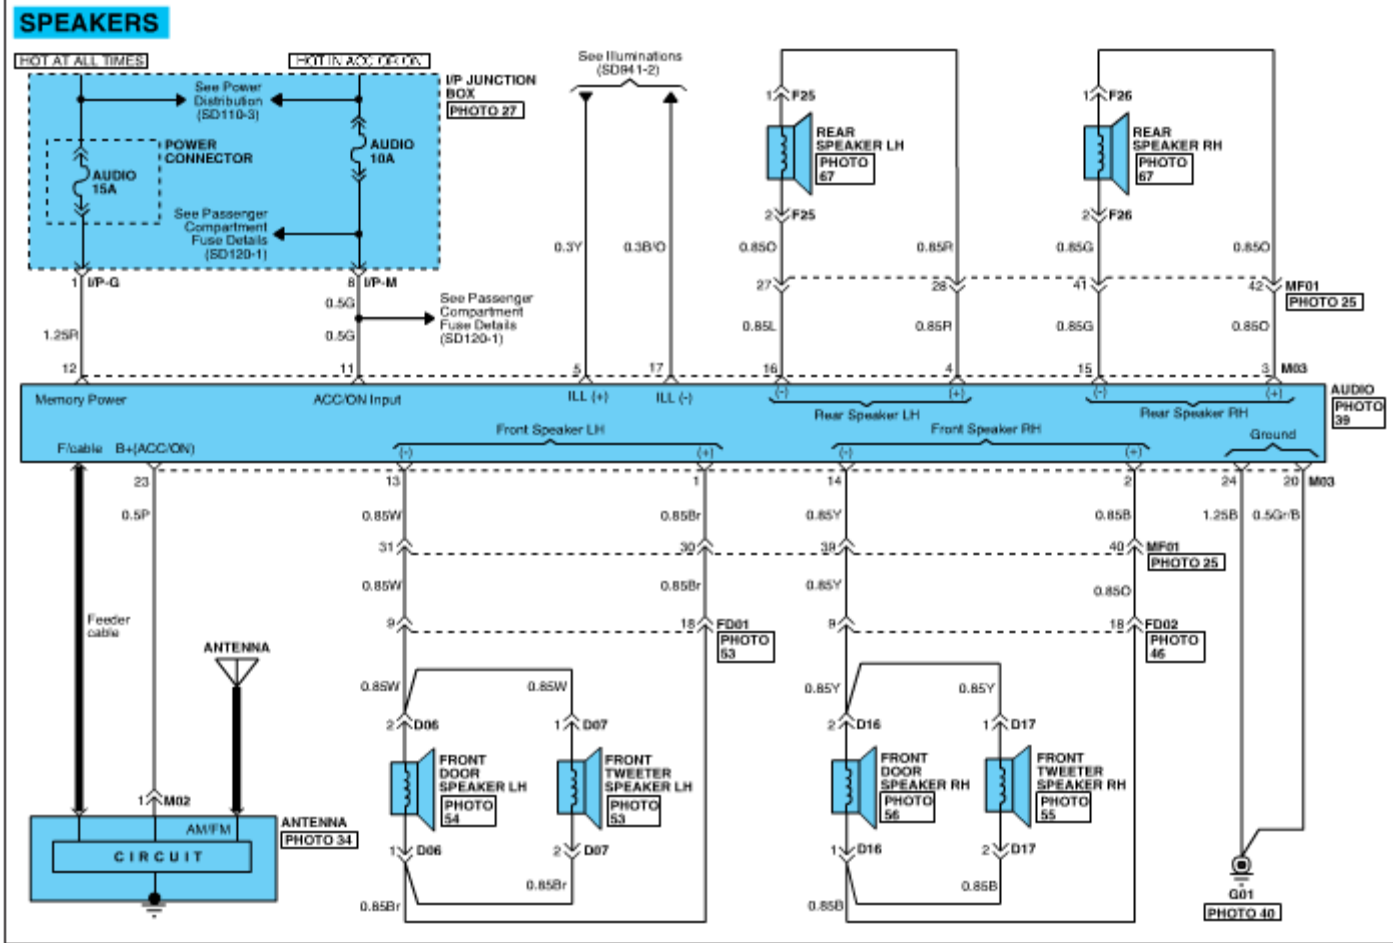 SPEAKERS
HOT AT ALL TIMES
HOT IN ACC OR ON
See Power
Distribution
(SD110-3)
I/P JUNCTION
BOX
PHOTO 27
POWER
CONNECTOR
AUDIO
15A
AUDIO
10A
See Passenger
Compartment
Fuse Details
(SD120-1)
1 I/P-G
8 I/P-M
0.5G
0.5G
See Passenger
Compartment
Fuse Details
(SD120-1)
1.25R
See Illuminations
(SD941-2)
0.3Y
0.3B/O
1 F25
REAR
SPEAKER LH
PHOTO
67
2 F25
0.85O
0.85R
1 F26
REAR
SPEAKER RH
PHOTO
67
2 F26
0.85G
0.85O
27
28
41
42 MF01
PHOTO 25
0.85L
0.85R
0.85G
0.85O
12
11
5
17
16
4
15
3 M03
Memory Power
ACC/ON Input
ILL (+)
ILL (-)
(-)
(+)
Rear Speaker LH
(-)
(+)
Rear Speaker RH
AUDIO
PHOTO
39
F/cable
B+(ACC/ON)
Front Speaker LH
(-)
(+)
Front Speaker RH
(-)
(+)
Ground
23
13
1
14
2
24
20 M03
0.5P
0.85W
0.85Br
0.85Y
0.85B
1.25B
0.5Gr/B
31
30
39
40 MF01
PHOTO 25
0.85W
0.85Br
0.85Y
0.85O
9
18 FD01
PHOTO
53
9
18 FD02
PHOTO
46
Feeder
cable
ANTENNA
0.85W
0.85W
0.85Y
0.85Y
2 D06
1 D07
2 D16
1 D17
FRONT
DOOR
SPEAKER LH
PHOTO
54
FRONT
TWEETER
SPEAKER LH
PHOTO
53
FRONT
DOOR
SPEAKER RH
PHOTO
56
FRONT
TWEETER
SPEAKER RH
PHOTO
55
1 D06
2 D07
1 D16
2 D17
0.85Br
0.85Br
0.85B
0.85B
1 M02
AM/FM
CIRCUIT
ANTENNA
PHOTO 34
G01
PHOTO 40